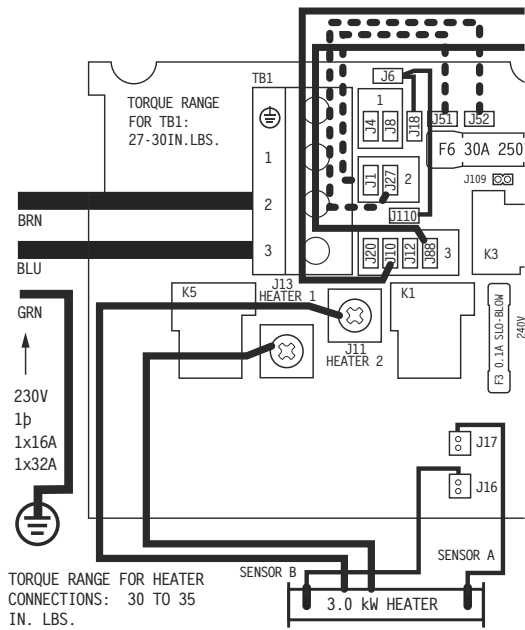 TB1
TORQUE RANGE
FOR TB1:
27-30IN.LBS.
1
2
3
J6
1
J4
J8
J18
J51
J52
F6 30A 250
J1
J27
2
J109
J110
J20
J10
J12
J88
3
K3
BRN
BLU
GRN
K5
J13
HEATER 1
J11
HEATER 2
K1
F3 0.1A SLO-BLOW
240V
230V
1þ
1x16A
1x32A
J17
J16
SENSOR B
SENSOR A
3.0 kW HEATER
TORQUE RANGE FOR HEATER
CONNECTIONS: 30 TO 35
IN. LBS.